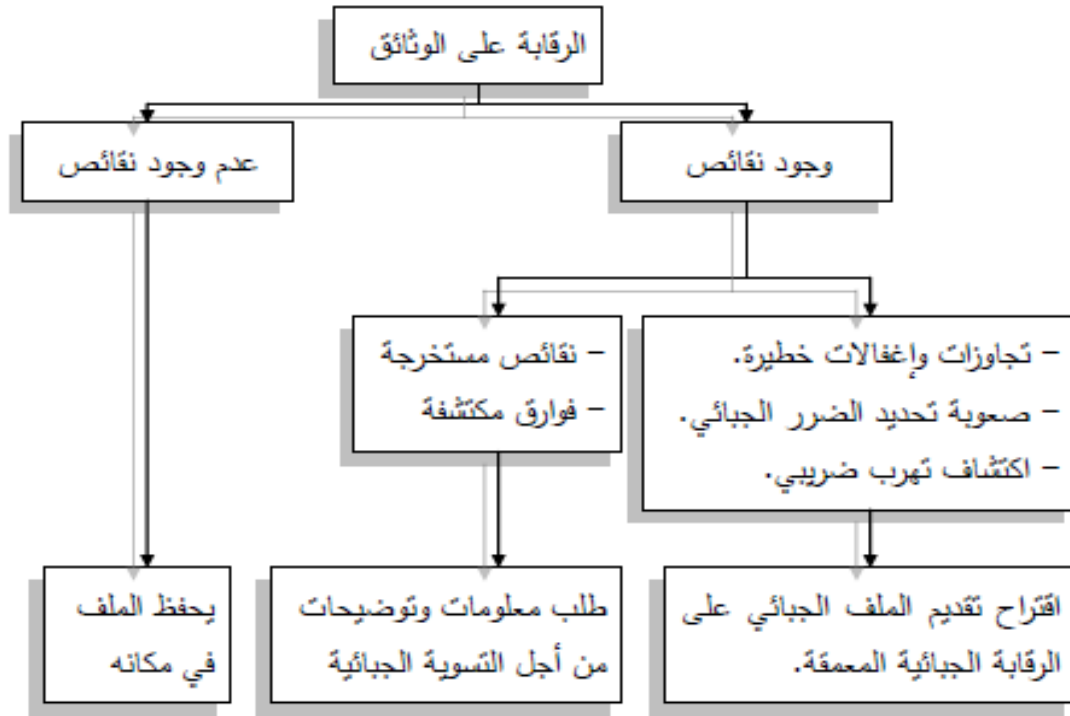 الرقابة على الوثائق
وجود نقائص
عدم وجود نقائص
– تجاوزات وإغفالات خطيرة.
– صعوبة تحديد الضرر الجبائي.
– اكتشاف تهرب ضريبي.
– نقائص مستخرجة
– فوارق مكتشفة
اقتراح تقديم الملف الجبائي على
الرقابة الجبائية المعمقة.
طلب معلومات وتوضيحات
من أجل التسوية الجبائية
يحفظ الملف
في مكانه